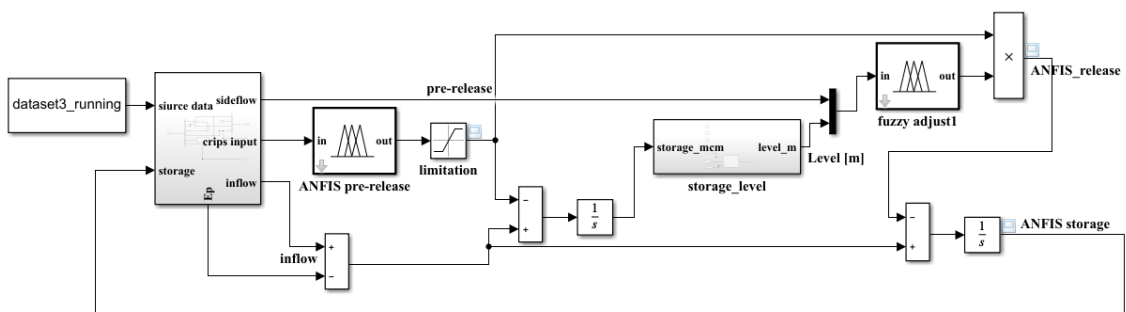 dataset3_running
siurce data
storage
sideflow
crips input
inflow
Ep
pre-release
in
out
ANFIS pre-release
limitation
inflow
+
−
−
+
1
s
storage_mcm
level_m
storage_level
Level [m]
in
out
fuzzy adjust1
×
ANFIS_release
−
+
1
s
ANFIS storage